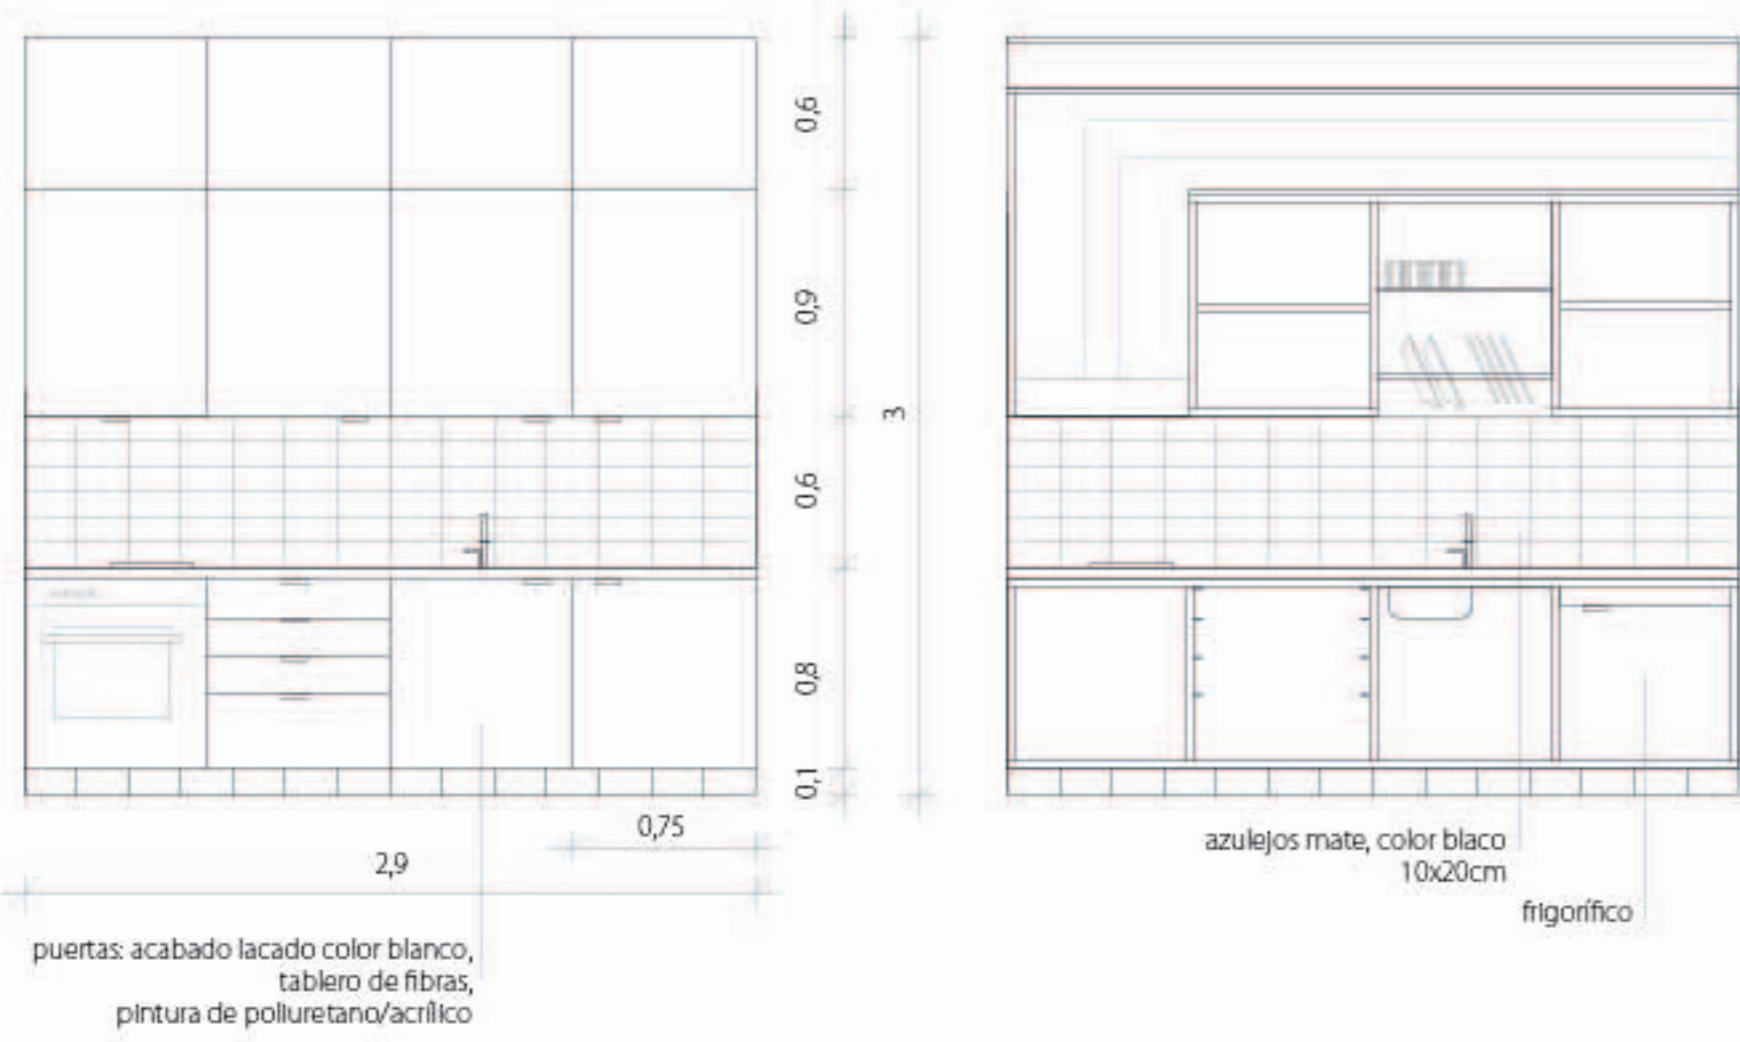 0,6
0,9
0,6
0,8
0,1
3
0,75
2,9
puertas: acabado lacado color blanco,
tablero de fibras,
pintura de poliuretano/acrílico
azulejos mate, color blaco
10x20cm
frigorífico